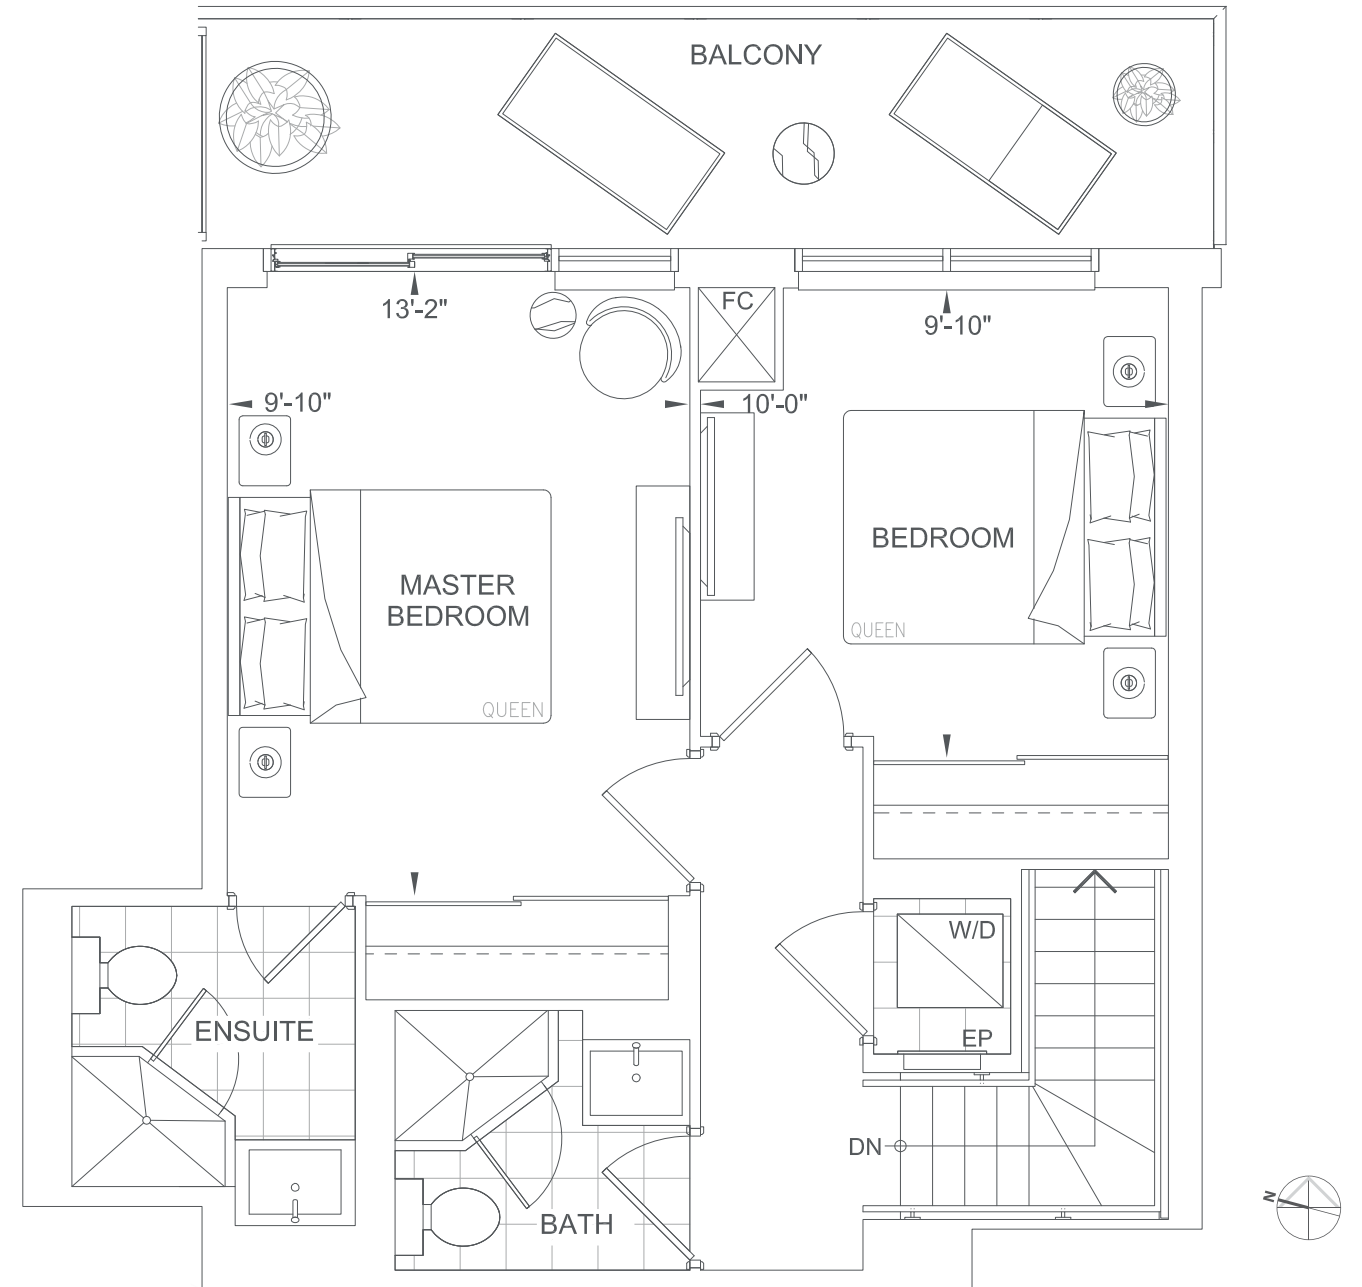 BALCONY
13'-2"
FC
9'-10"
9'-10"
10'-0"
BEDROOM
MASTER
BEDROOM
QUEEN
QUEEN
W/D
ENSUITE
EP
DN
BATH
N